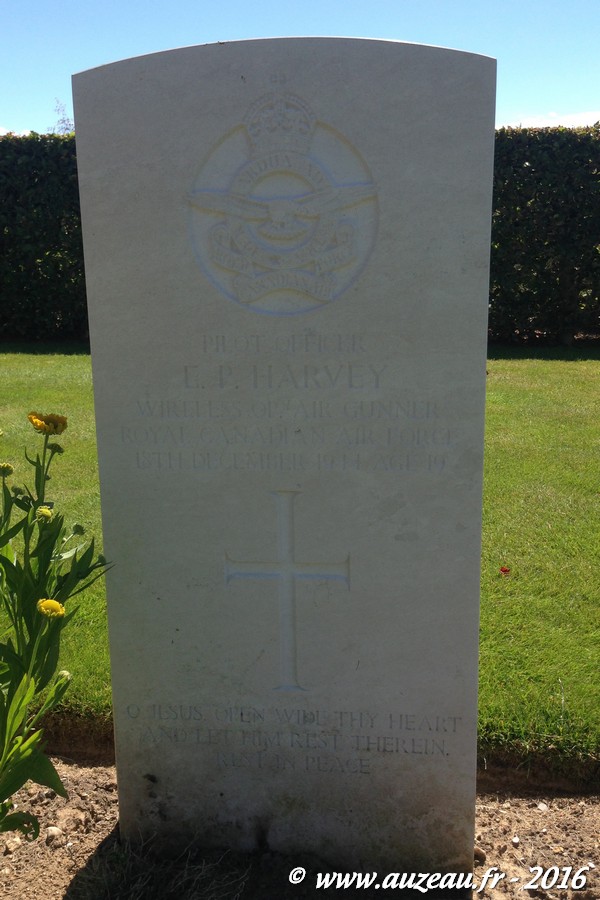 PILOT OFFICER
E. P. HARVEY
WIRELESS OP./AIR GUNNER
ROYAL CANADIAN AIR FORCE
18TH DECEMBER 1944 AGE 19
O JESUS OPEN WIDE THY HEART
AND LET HIM REST THEREIN.
REST IN PEACE
© www.auzeau.fr - 2016